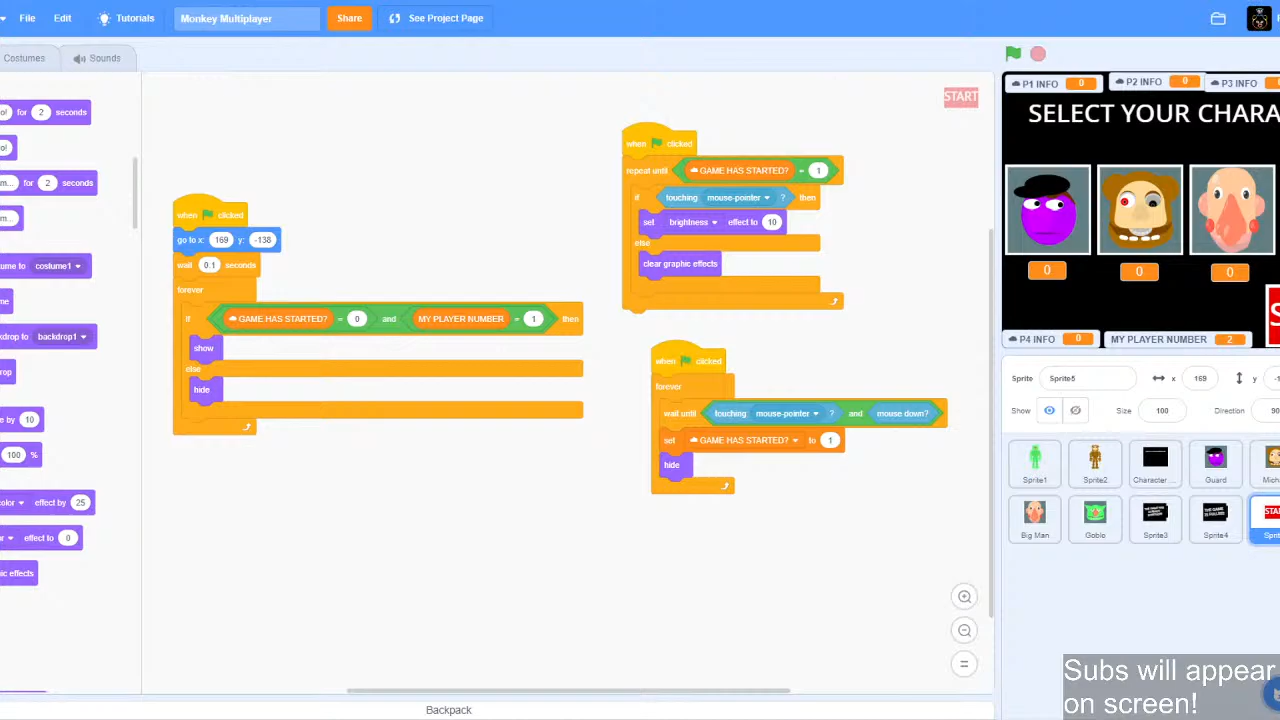 File Edit Tutorials Monkey Multiplayer Share See Project Page
Costumes Sounds
for 2 seconds
for 2 seconds
costume1
backdrop1
by 10
100 %
effect by 25
effect to 0
START
when clicked
go to x: 169 y: -138
wait 0.1 seconds
forever
if GAME HAS STARTED? = 0 and MY PLAYER NUMBER = 1 then
show
else
hide
when clicked
repeat until GAME HAS STARTED? = 1
if touching mouse-pointer ? then
set brightness effect to 10
else
clear graphic effects
when clicked
forever
wait until touching mouse-pointer ? and mouse down?
set GAME HAS STARTED? to 1
hide
P1 INFO 0 P2 INFO 0 P3 INFO
SELECT YOUR CHARA
0 0 0
P4 INFO 0 MY PLAYER NUMBER 2
Sprite Sprite5 x 169 y
Show Size 100 Direction 90
Sprite1 Sprite2 Character ... Guard
Big Man Goblo Sprite3 Sprite4
Backpack
Subs will appear
on screen!